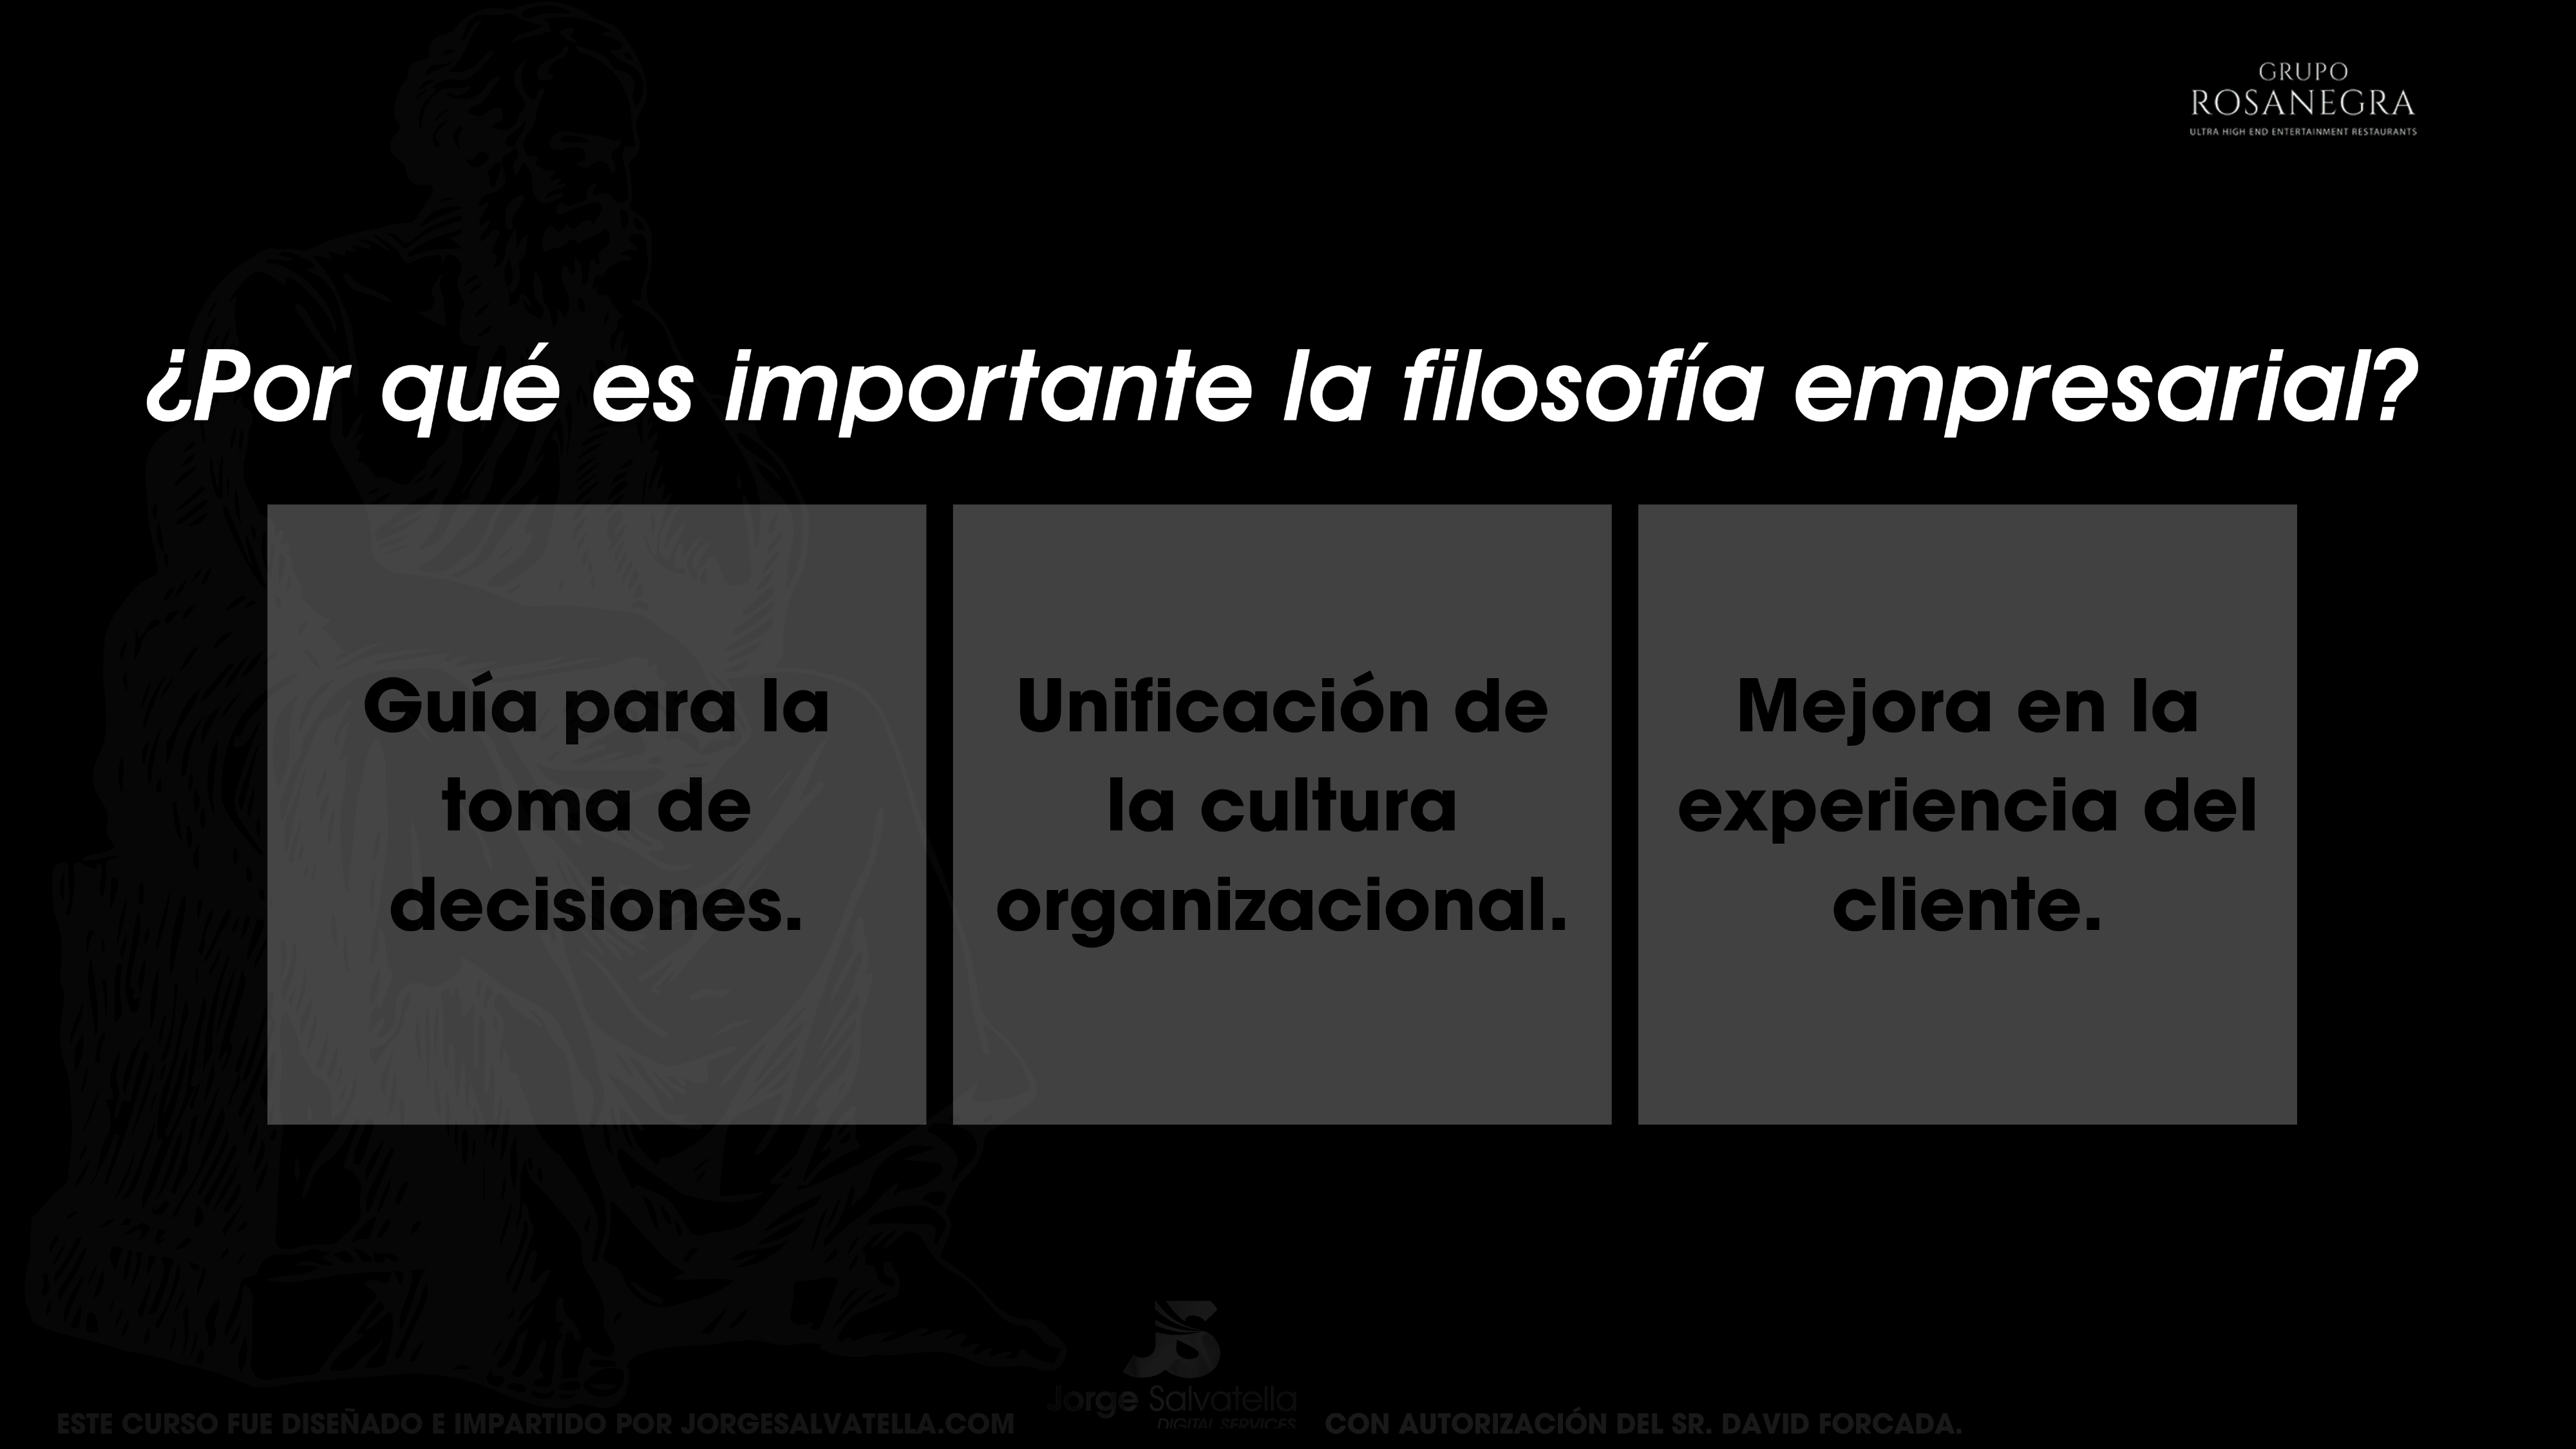 GRUPO
ROSANEGRA
ULTRA HIGH END ENTERTAINMENT RESTAURANTS
¿Por qué es importante la filosofía empresarial?
Guía para la
toma de
decisiones.
Unificación de
la cultura
organizacional.
Mejora en la
experiencia del
cliente.
JS
Jorge Salvatella
DIGITAL SERVICES
ESTE CURSO FUE DISEÑADO E IMPARTIDO POR JORGESALVATELLA.COM
CON AUTORIZACIÓN DEL SR. DAVID FORCADA.